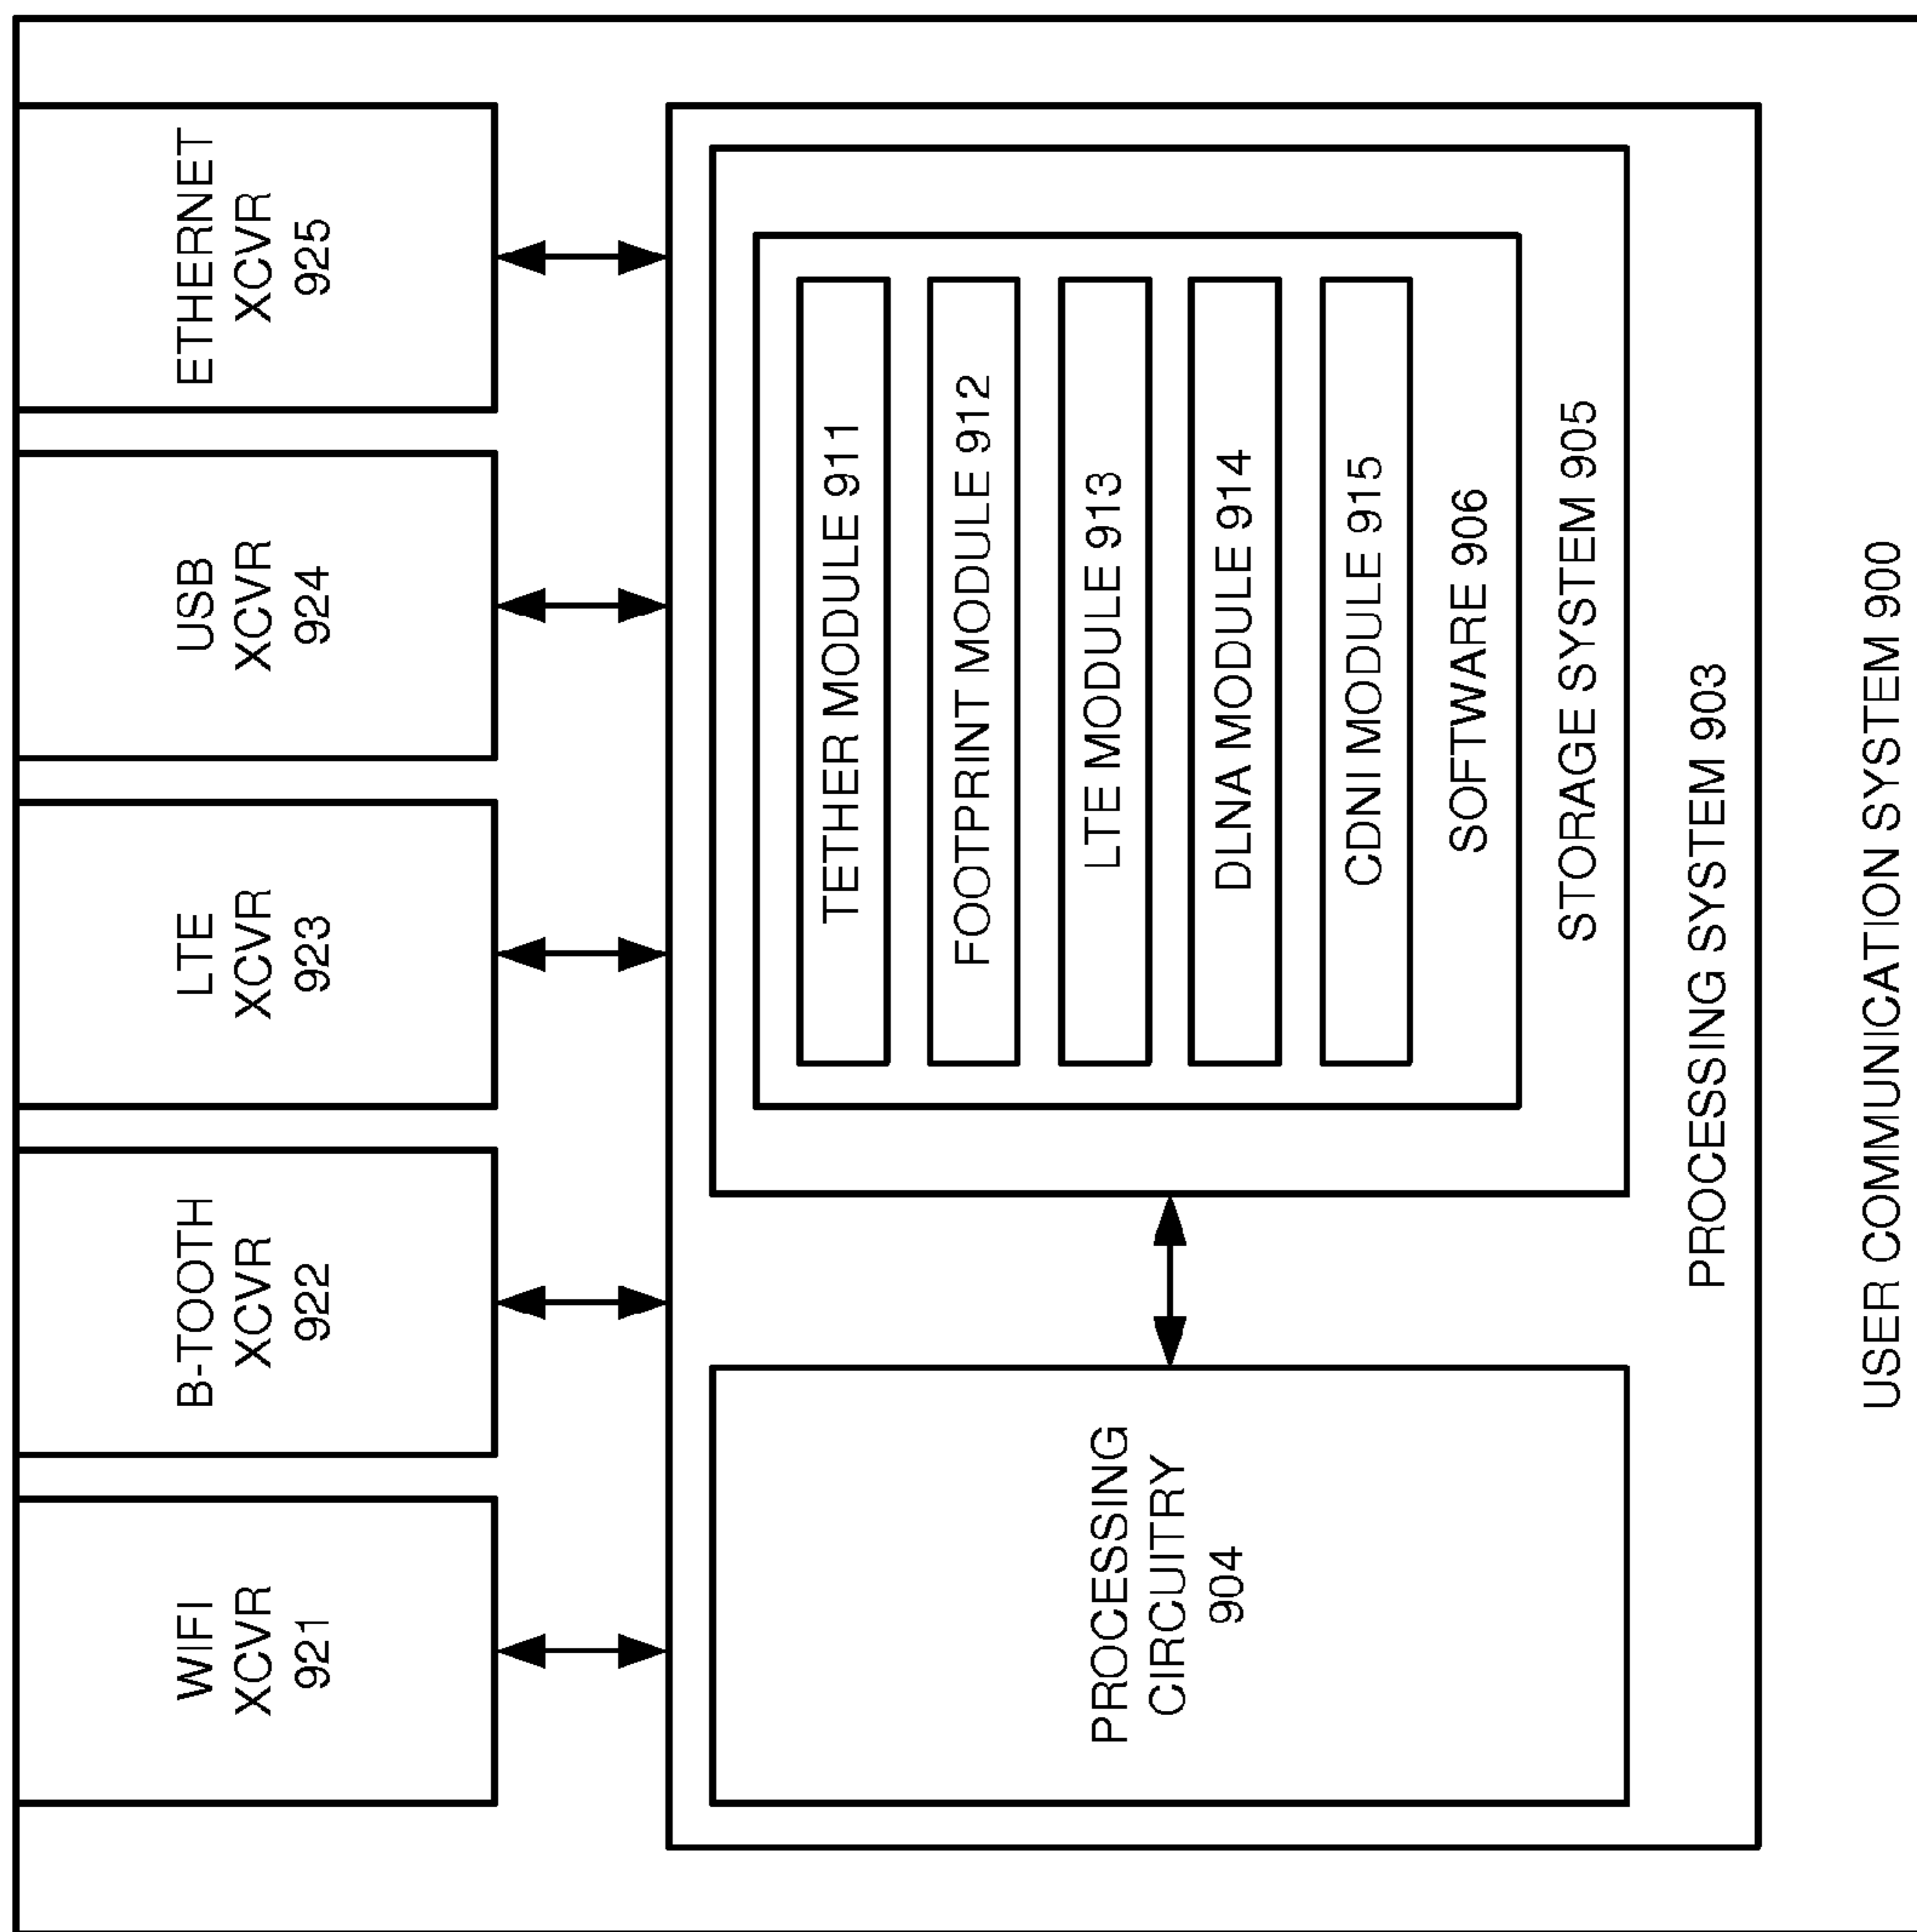 WIFI
XCVR
921
B-TOOTH
XCVR
922
LTE
XCVR
923
USB
XCVR
924
ETHERNET
XCVR
925
PROCESSING
CIRCUITRY
904
TETHER MODULE 911
FOOTPRINT MODULE 912
LTE MODULE 913
DLNA MODULE 914
CDNI MODULE 915
SOFTWARE 906
STORAGE SYSTEM 905
PROCESSING SYSTEM 903
USER COMMUNICATION SYSTEM 900